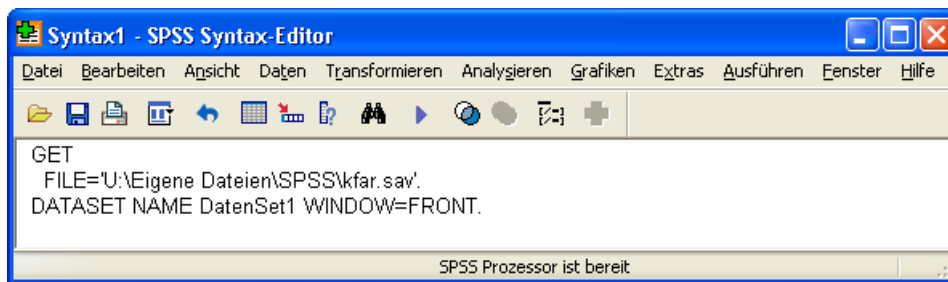 Syntax1 - SPSS Syntax-Editor
Datei Bearbeiten Ansicht Daten Transformieren Analysieren Grafiken Extras Ausführen Fenster Hilfe
GET
FILE='U:\Eigene Dateien\SPSS\kfar.sav'.
DATASET NAME DatenSet1 WINDOW=FRONT.
SPSS Prozessor ist bereit